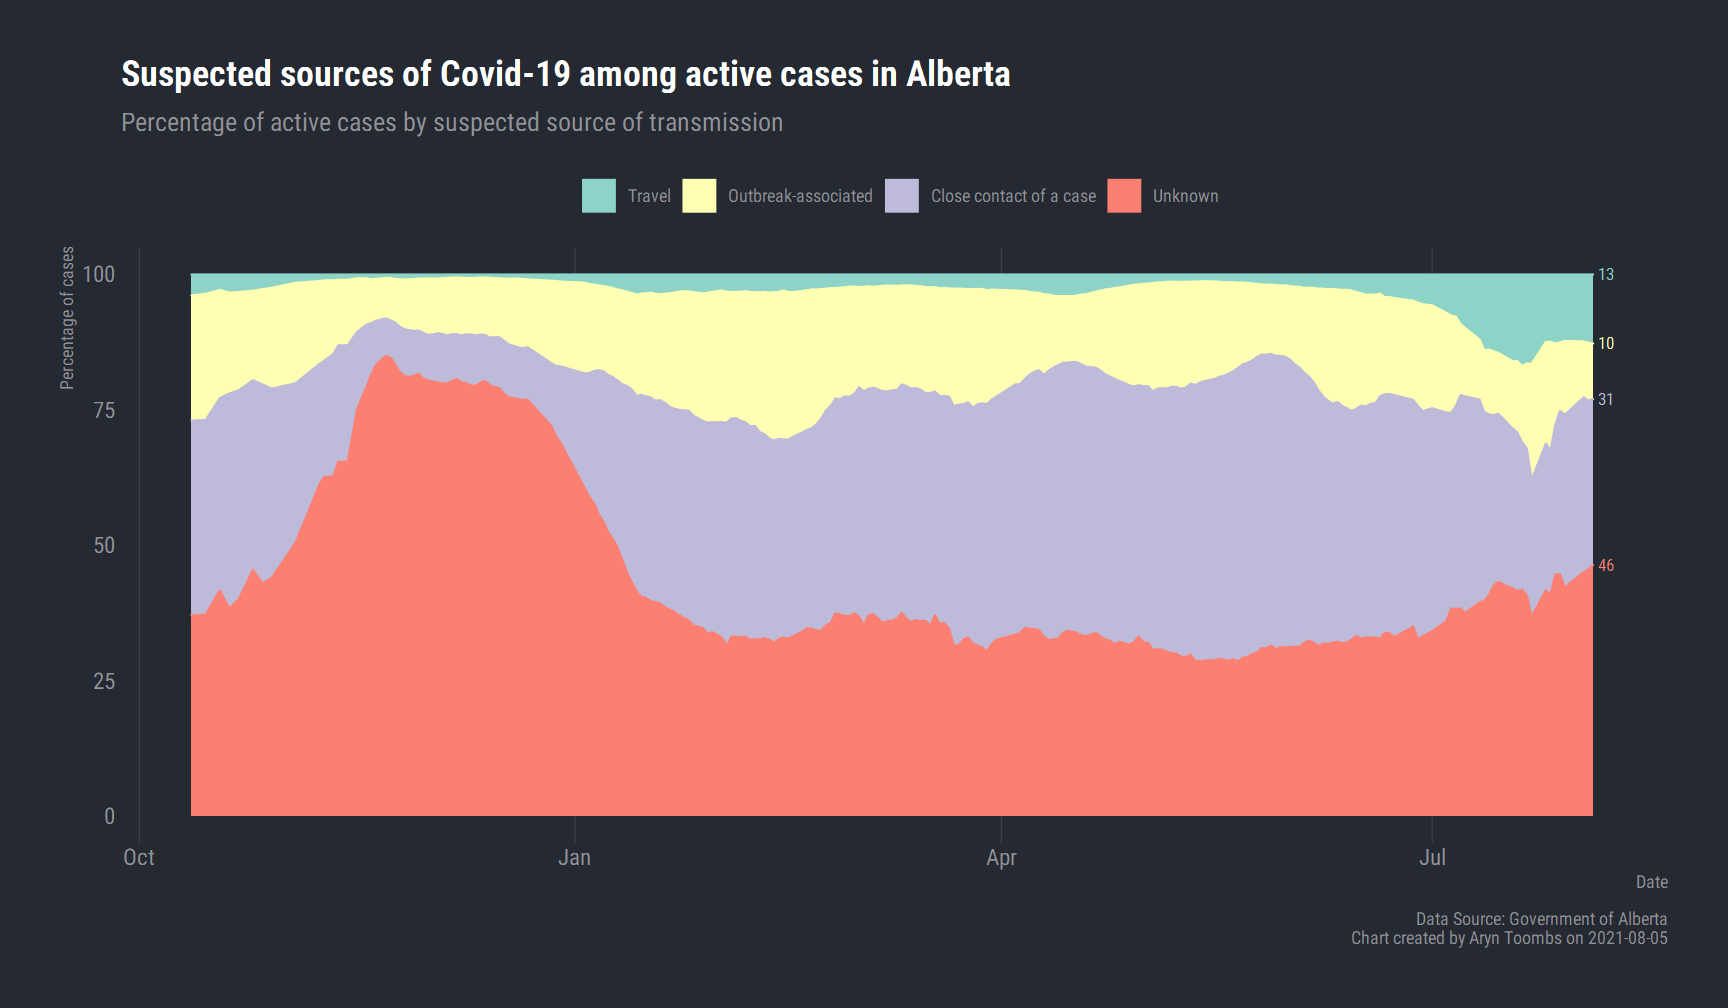 Suspected sources of Covid-19 among active cases in Alberta
Percentage of active cases by suspected source of transmission
Travel
Outbreak-associated
Close contact of a case
Unknown
Percentage of cases
100
75
50
25
0
13
10
31
46
Oct
Jan
Apr
Jul
Date
Data Source: Government of Alberta
Chart created by Aryn Toombs on 2021-08-05